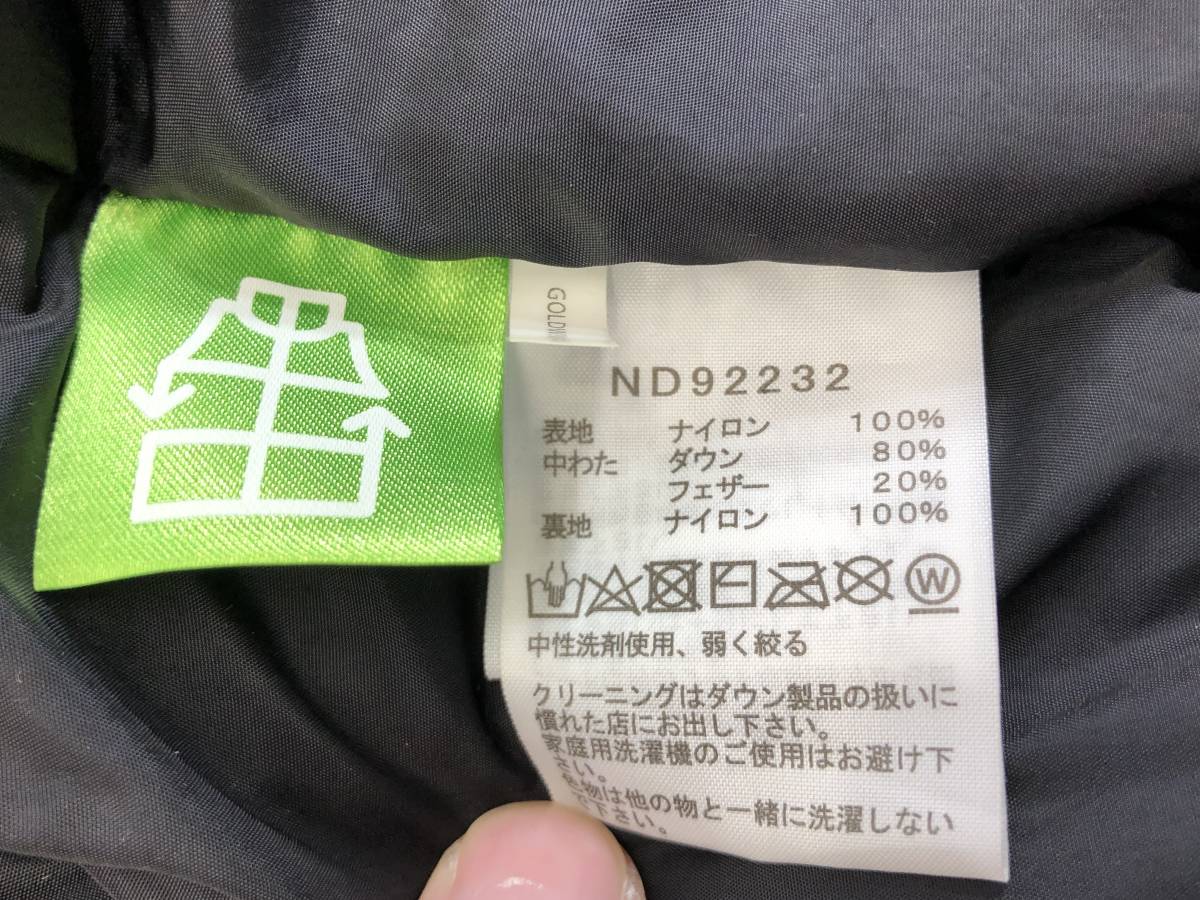 GOLDWI
ND92232
表地 ナイロン 100%
中わた ダウン 80%
フェザー 20%
裏地 ナイロン 100%
W
中性洗剤使用、弱く絞る
クリーニングはダウン製品の扱いに
慣れた店にお出し下さい。
家庭用洗濯機のご使用はお避け下
さい。
物は他の物と一緒に洗濯しない
下さい。